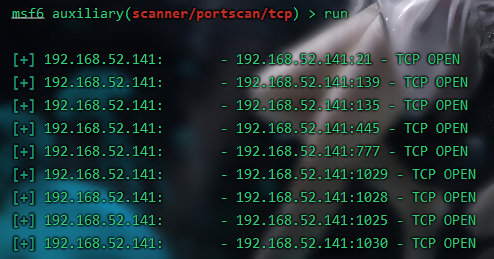 msf6 auxiliary(scanner/portscan/tcp) > run
[+] 192.168.52.141: - 192.168.52.141:21 - TCP OPEN
[+] 192.168.52.141: - 192.168.52.141:139 - TCP OPEN
[+] 192.168.52.141: - 192.168.52.141:135 - TCP OPEN
[+] 192.168.52.141: - 192.168.52.141:445 - TCP OPEN
[+] 192.168.52.141: - 192.168.52.141:777 - TCP OPEN
[+] 192.168.52.141: - 192.168.52.141:1029 - TCP OPEN
[+] 192.168.52.141: - 192.168.52.141:1028 - TCP OPEN
[+] 192.168.52.141: - 192.168.52.141:1025 - TCP OPEN
[+] 192.168.52.141: - 192.168.52.141:1030 - TCP OPEN